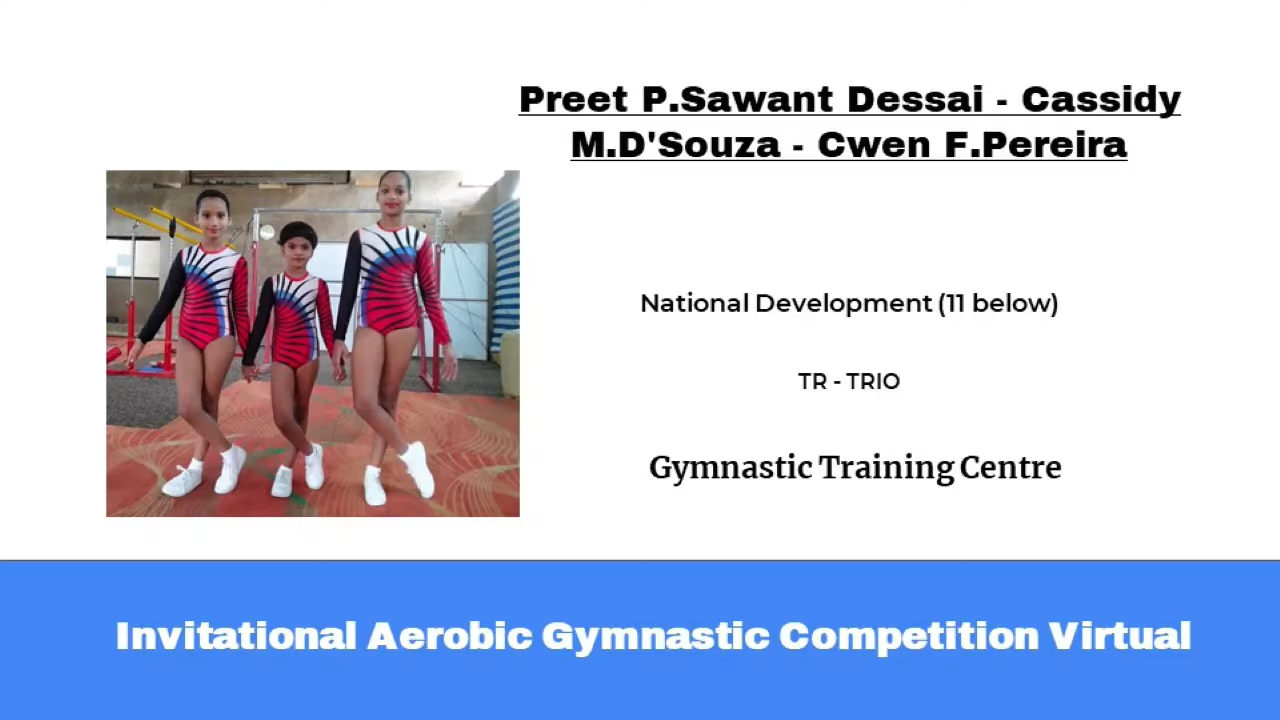 Preet P.Sawant Dessai - Cassidy
M.D'Souza - Cwen F.Pereira
National Development (11 below)
TR - TRIO
Gymnastic Training Centre
Invitational Aerobic Gymnastic Competition Virtual